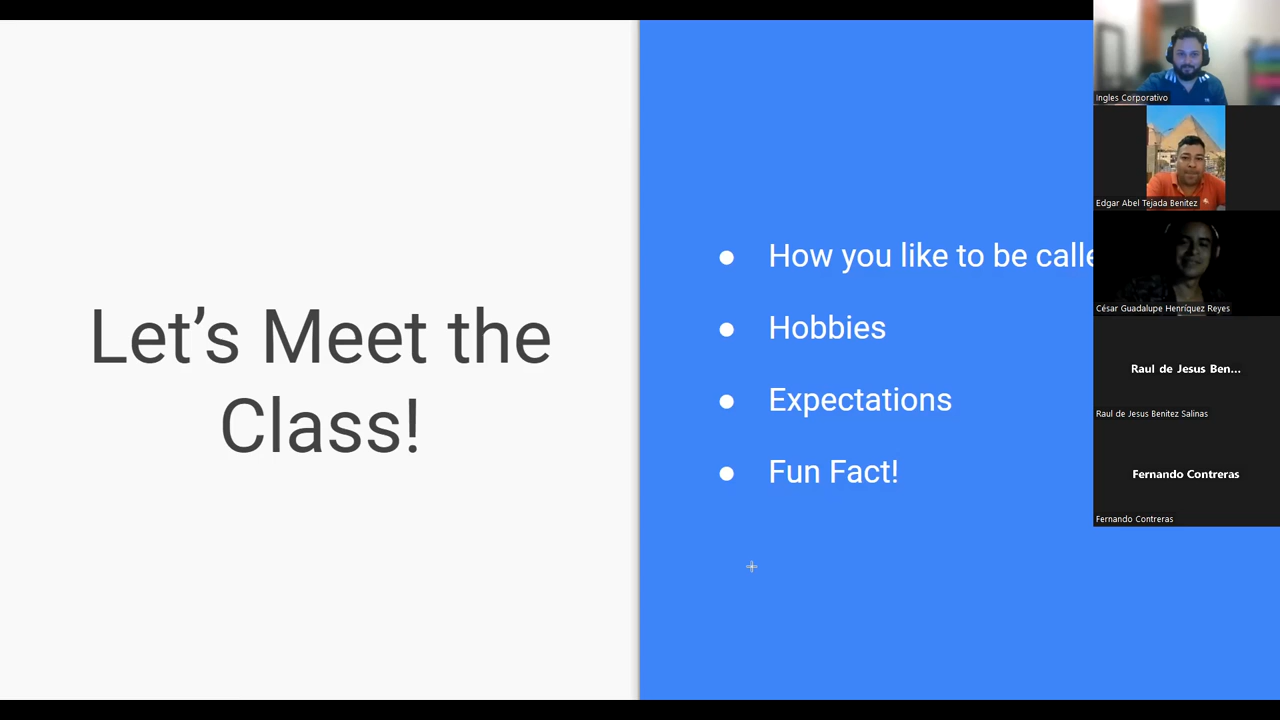 Let's Meet the
Class!
How you like to be calle
Hobbies
Expectations
Fun Fact!
Ingles Corporativo
Edgar Abel Tejada Benitez
César Guadalupe Henríquez Reyes
Raul de Jesus Ben...
Raul de Jesus Benitez Salinas
Fernando Contreras
Fernando Contreras